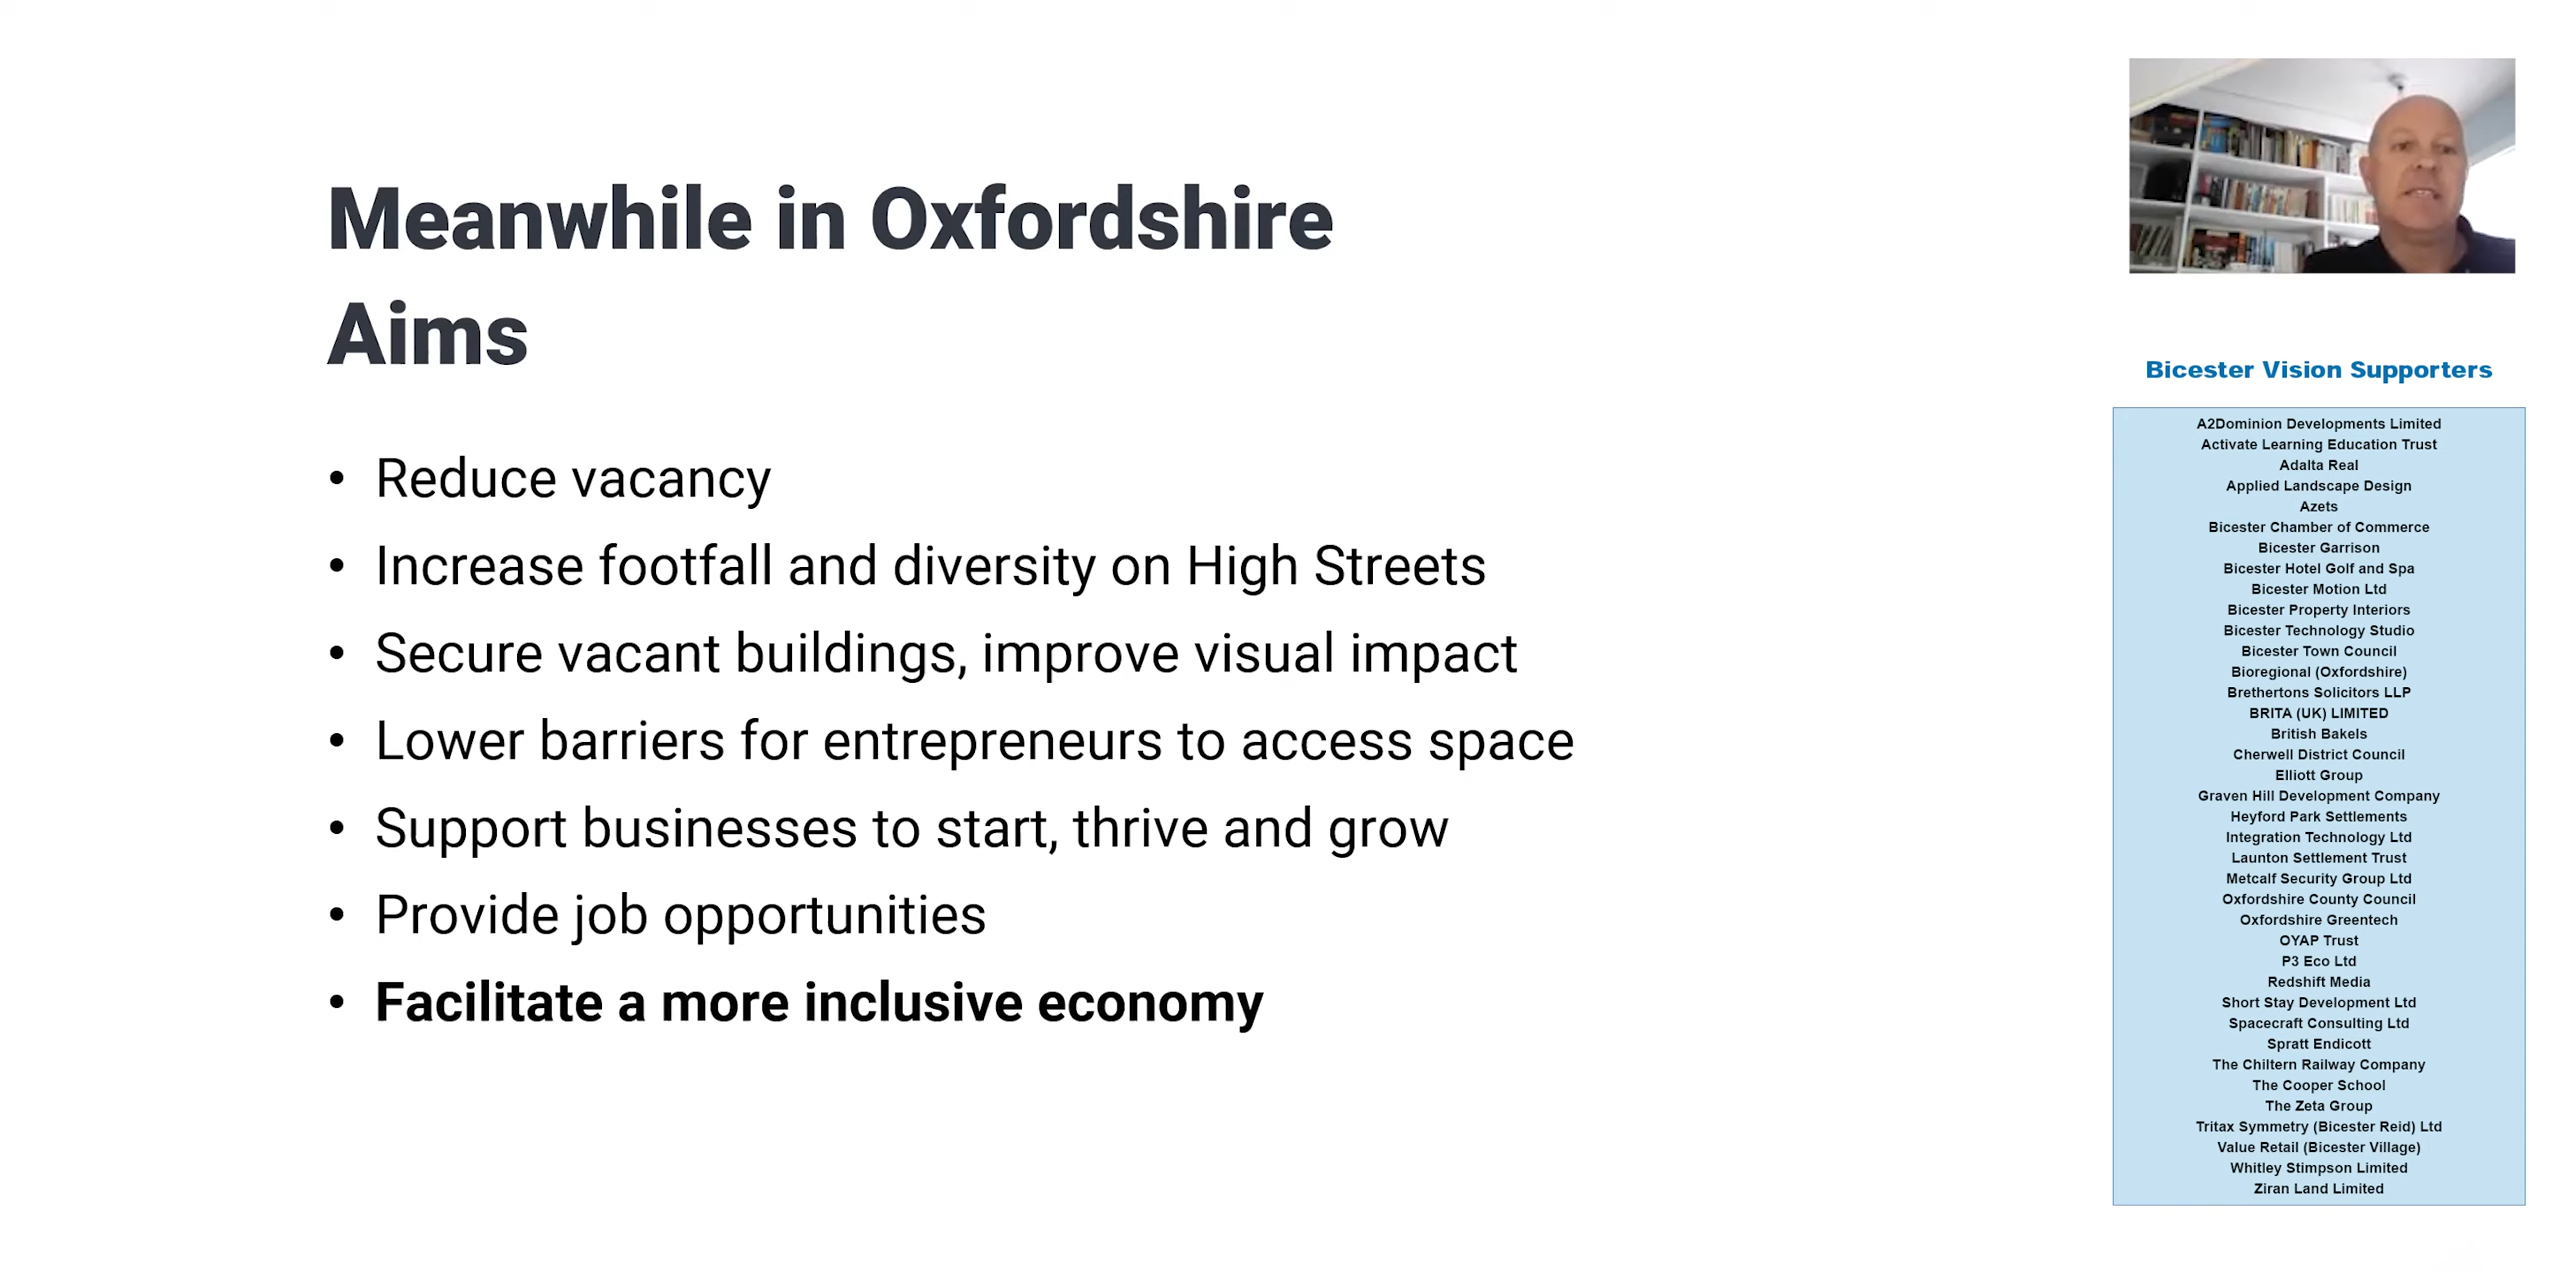 Meanwhile in Oxfordshire
Aims
• Reduce vacancy
• Increase footfall and diversity on High Streets
• Secure vacant buildings, improve visual impact
• Lower barriers for entrepreneurs to access space
• Support businesses to start, thrive and grow
• Provide job opportunities
• Facilitate a more inclusive economy
Bicester Vision Supporters
A2Dominion Developments Limited
Activate Learning Education Trust
Adalta Real
Applied Landscape Design
Azets
Bicester Chamber of Commerce
Bicester Garrison
Bicester Hotel Golf and Spa
Bicester Motion Ltd
Bicester Property Interiors
Bicester Technology Studio
Bicester Town Council
Bioregional (Oxfordshire)
Brethertons Solicitors LLP
BRITA (UK) LIMITED
British Bakels
Cherwell District Council
Elliott Group
Graven Hill Development Company
Heyford Park Settlements
Integration Technology Ltd
Launton Settlement Trust
Metcalf Security Group Ltd
Oxfordshire County Council
Oxfordshire Greentech
OYAP Trust
P3 Eco Ltd
Redshift Media
Short Stay Development Ltd
Spacecraft Consulting Ltd
Spratt Endicott
The Chiltern Railway Company
The Cooper School
The Zeta Group
Tritax Symmetry (Bicester Reid) Ltd
Value Retail (Bicester Village)
Whitley Stimpson Limited
Ziran Land Limited